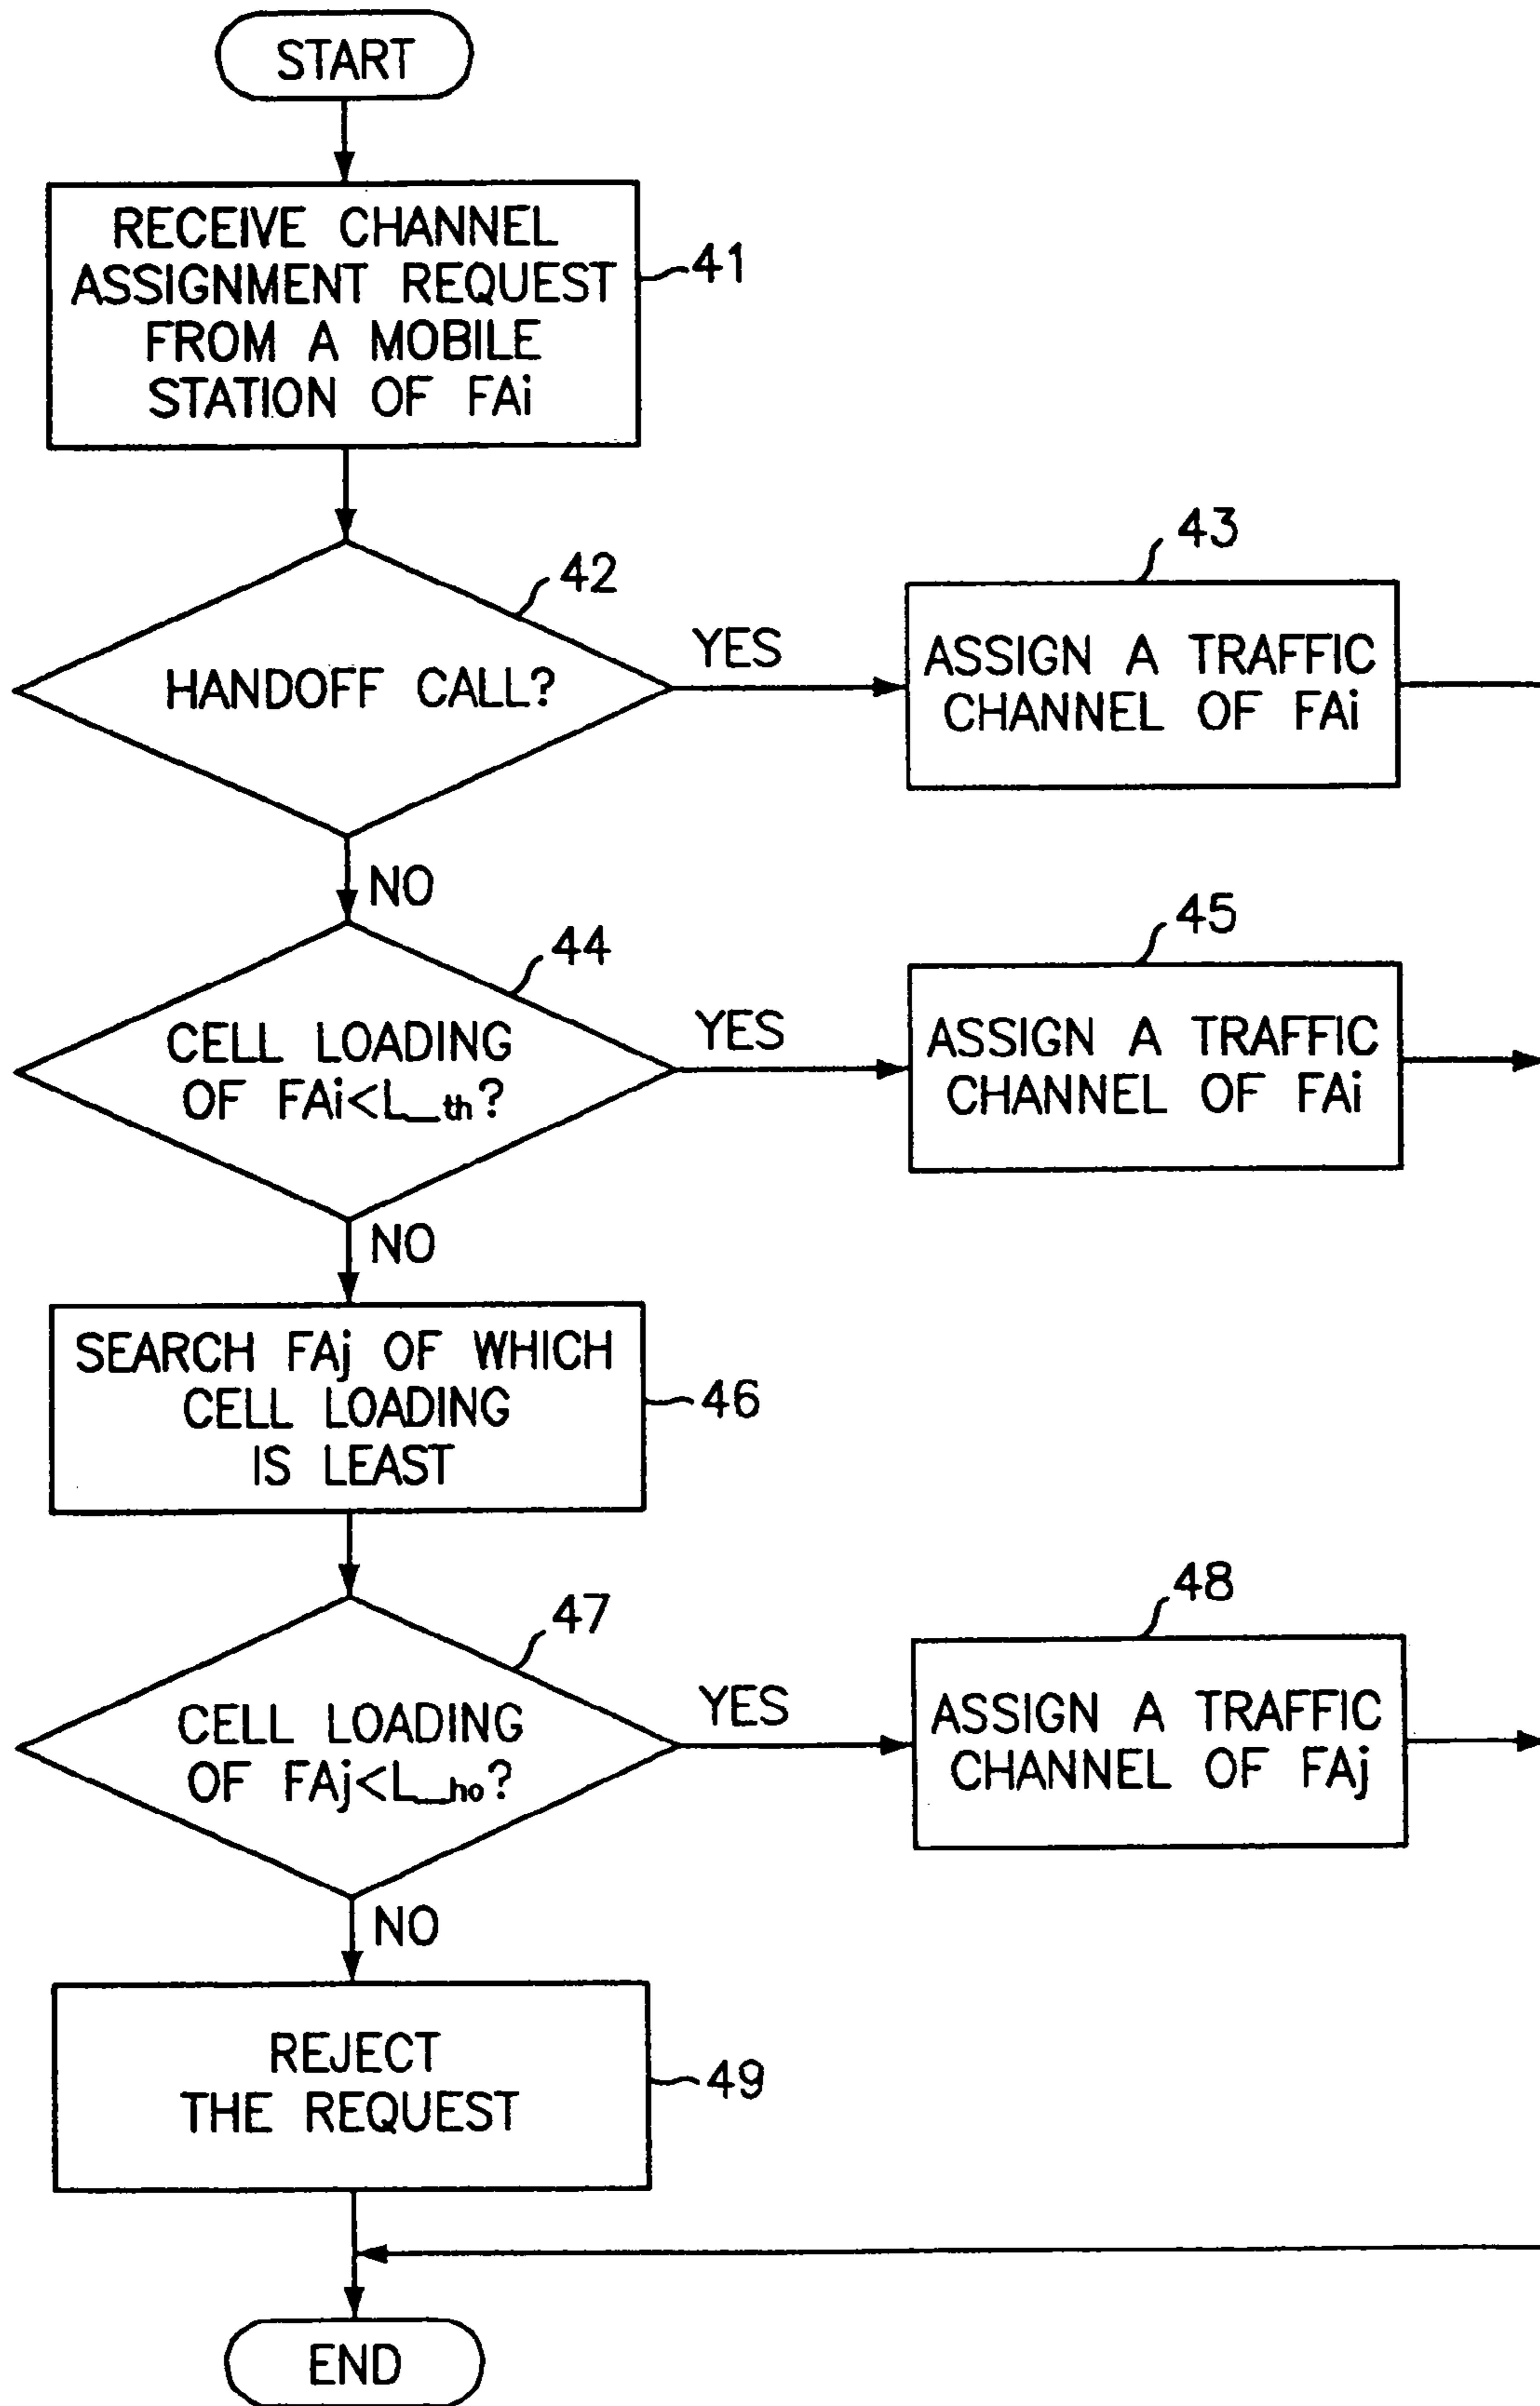 START
RECEIVE CHANNEL
ASSIGNMENT REQUEST
FROM A MOBILE
STATION OF FAi
41
42
HANDOFF CALL?
YES
43
ASSIGN A TRAFFIC
CHANNEL OF FAi
NO
44
CELL LOADING
OF FAi<L_th?
YES
45
ASSIGN A TRAFFIC
CHANNEL OF FAi
NO
SEARCH FAj OF WHICH
CELL LOADING
IS LEAST
46
47
CELL LOADING
OF FAj<L_ho?
YES
48
ASSIGN A TRAFFIC
CHANNEL OF FAj
NO
REJECT
THE REQUEST
49
END